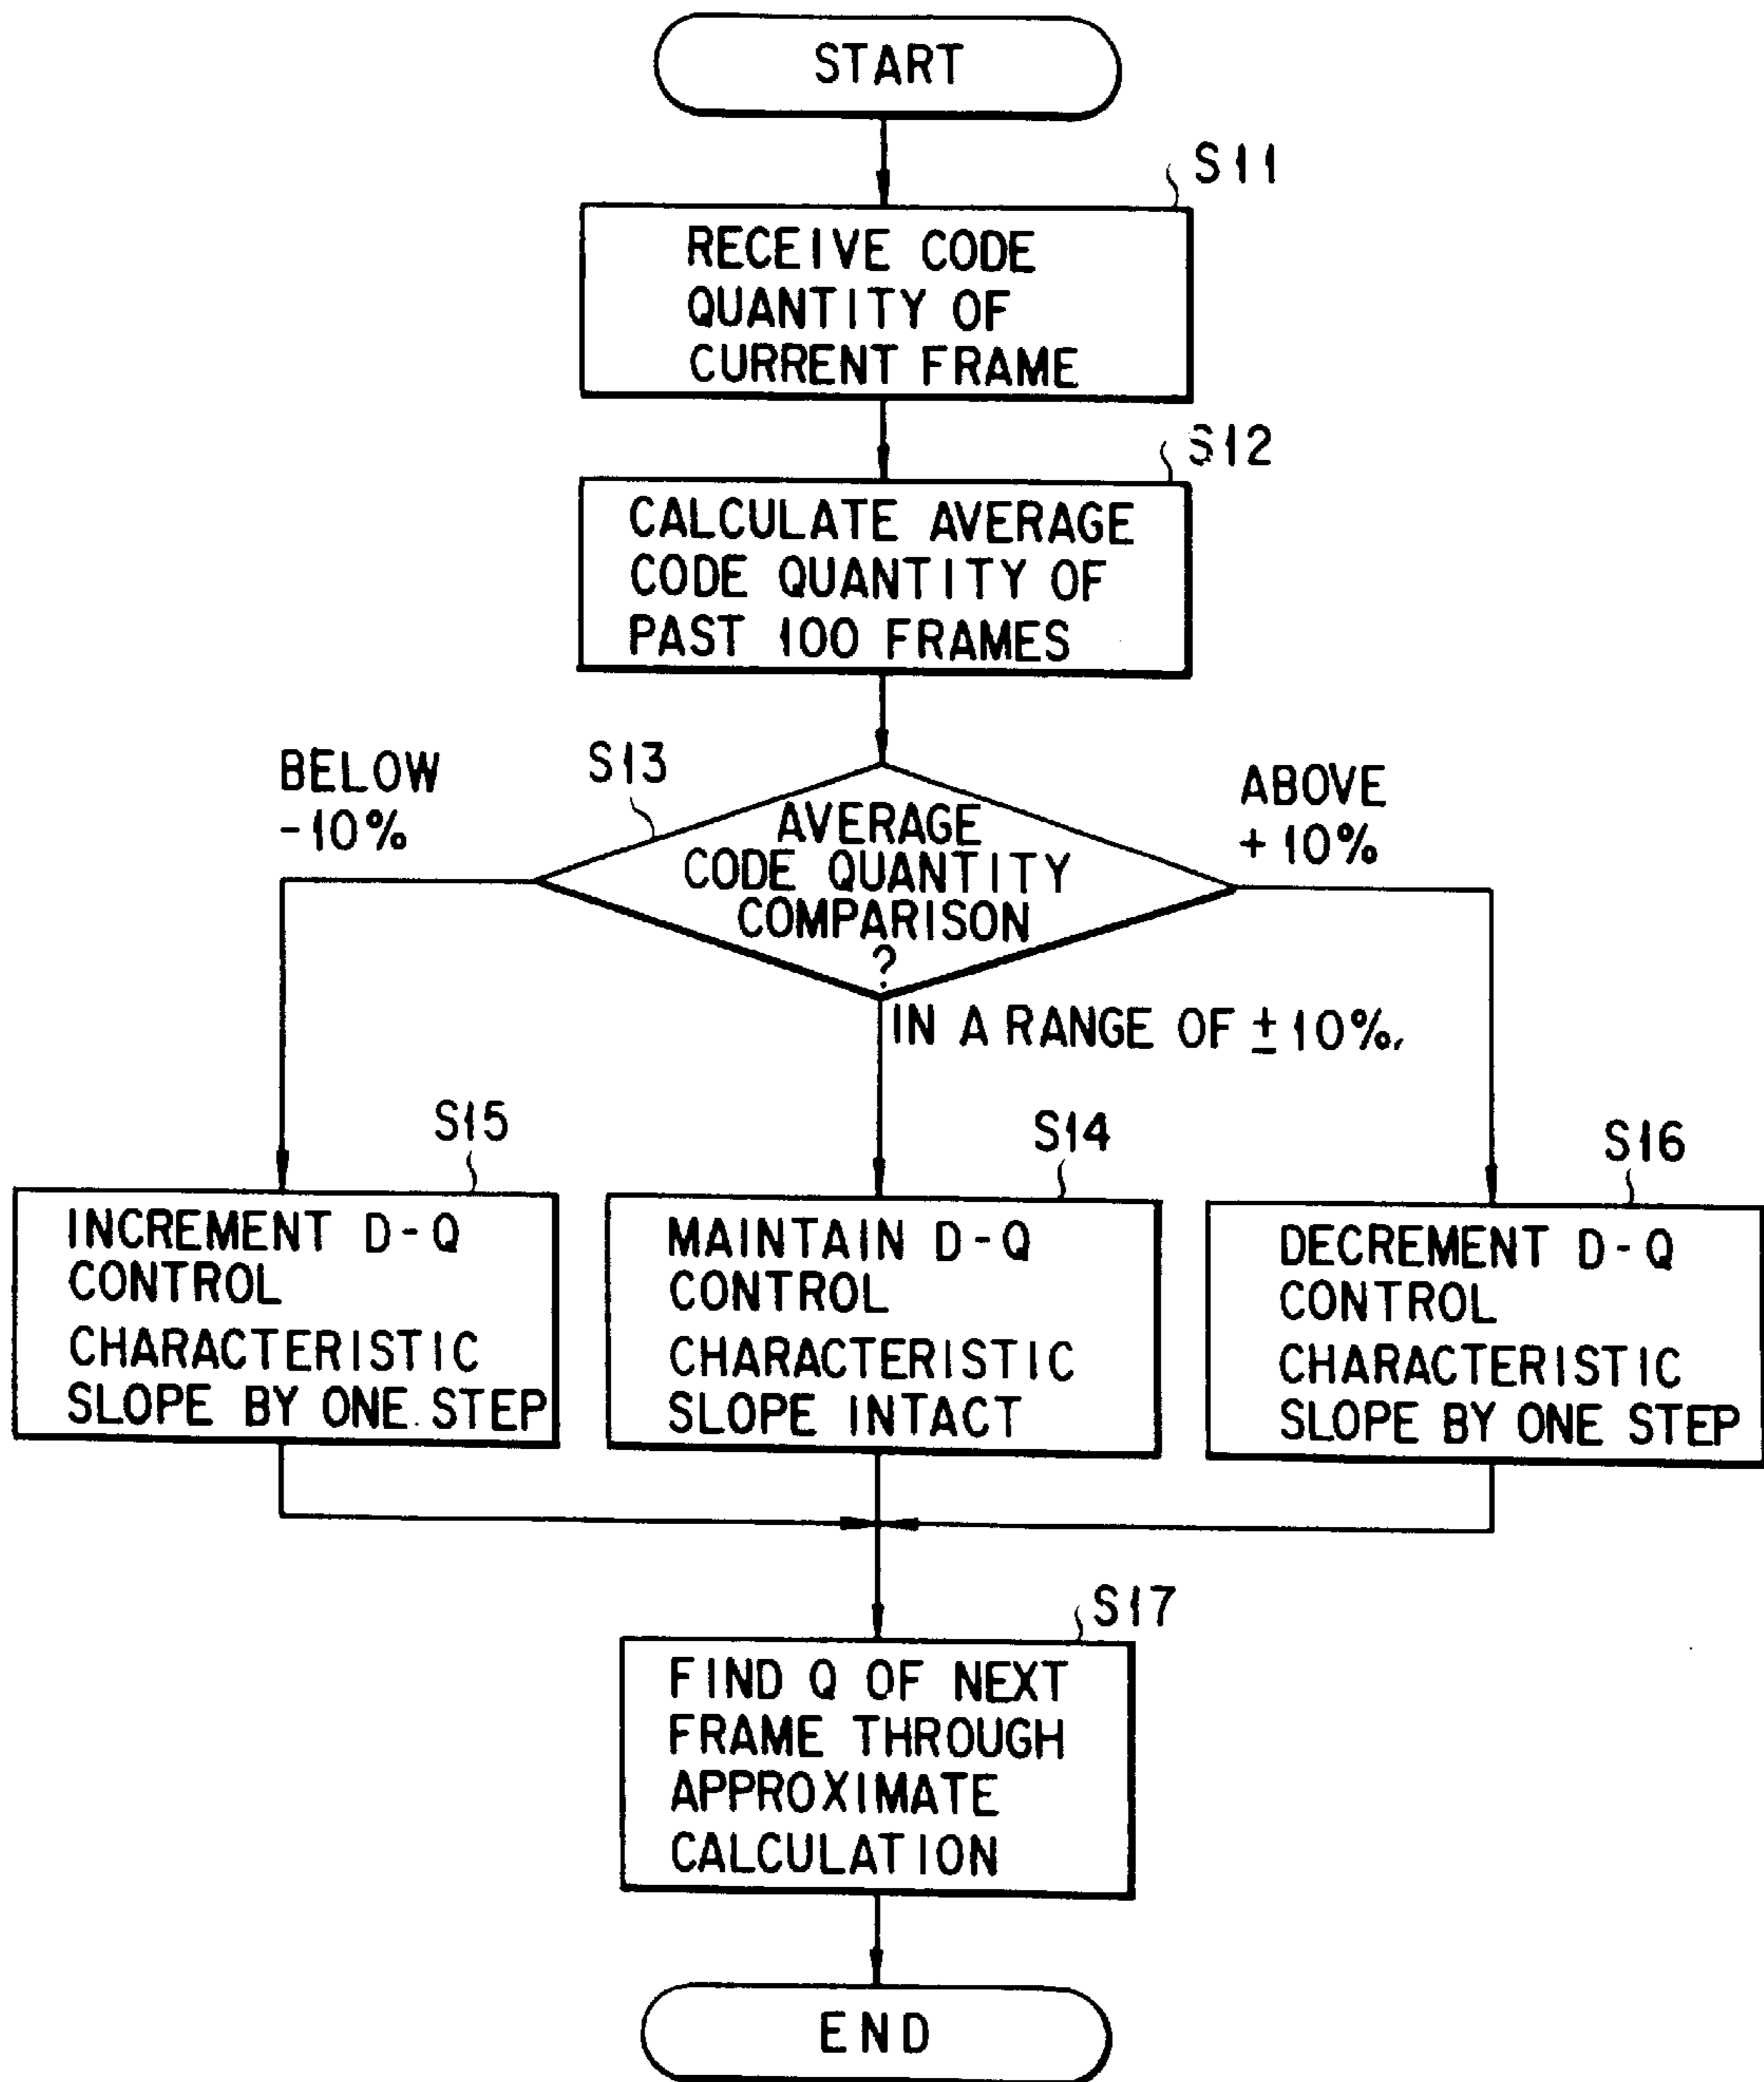 START
S11
RECEIVE CODE
QUANTITY OF
CURRENT FRAME
S12
CALCULATE AVERAGE
CODE QUANTITY OF
PAST 100 FRAMES
BELOW
-10%
S13
AVERAGE
CODE QUANTITY
COMPARISON
?
ABOVE
+10%
IN A RANGE OF ±10%
S15
INCREMENT D-Q
CONTROL
CHARACTERISTIC
SLOPE BY ONE STEP
S14
MAINTAIN D-Q
CONTROL
CHARACTERISTIC
SLOPE INTACT
S16
DECREMENT D-Q
CONTROL
CHARACTERISTIC
SLOPE BY ONE STEP
S17
FIND Q OF NEXT
FRAME THROUGH
APPROXIMATE
CALCULATION
END